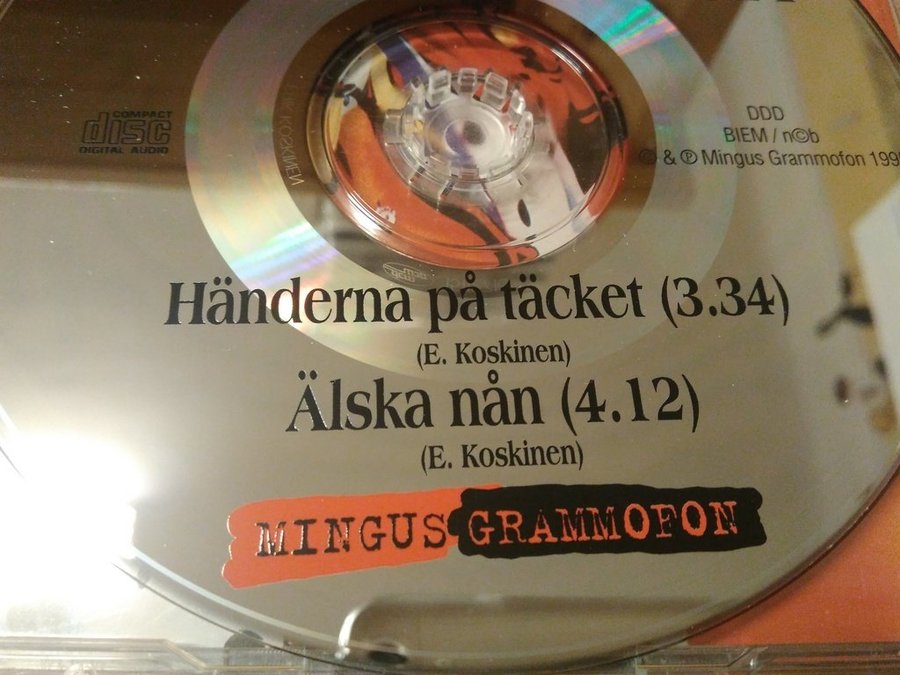 COMPACT
disc
DIGITAL AUDIO
DDD
BIEM / n©b
© & ℗ Mingus Grammofon
Händerna på täcket (3.34)
(E. Koskinen)
Älska nån (4.12)
(E. Koskinen)
MINGUS GRAMMOFON